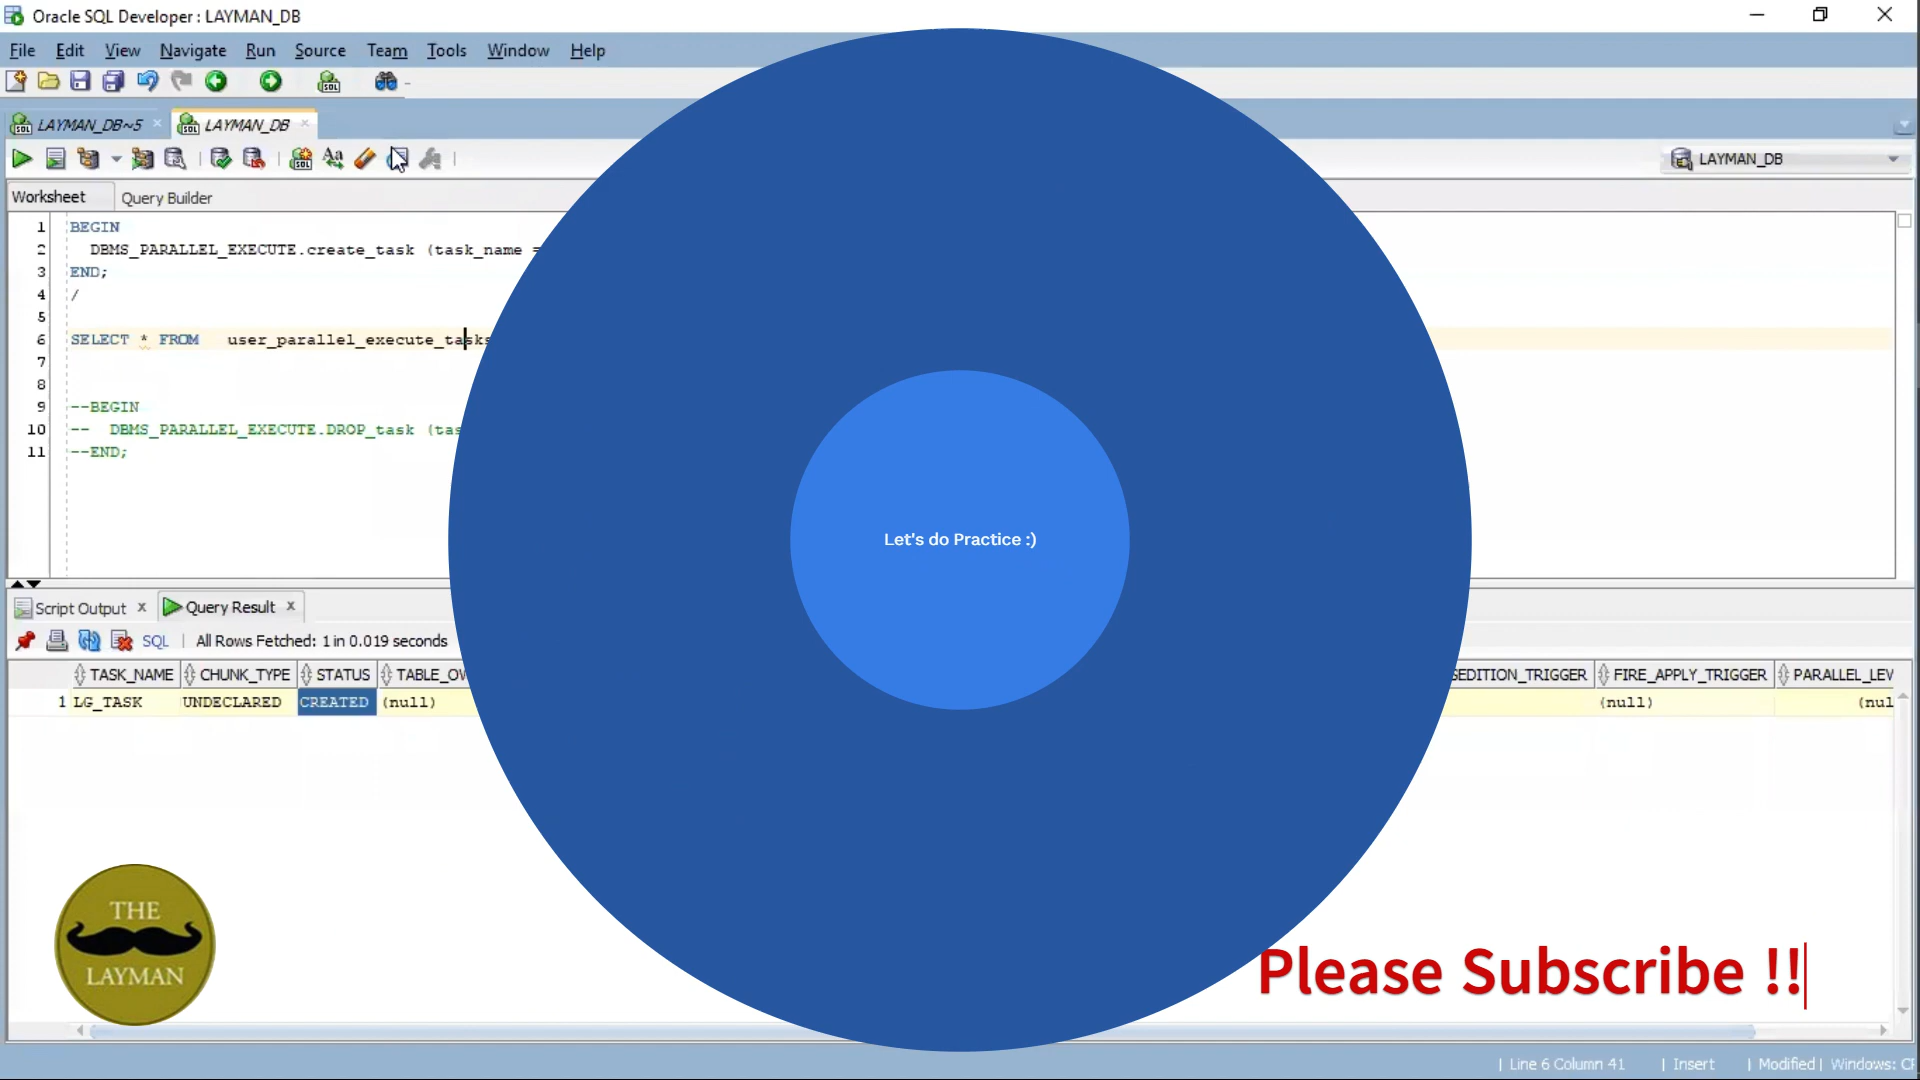 Oracle SQL Developer : LAYMAN_DB
File Edit View Navigate Run Source Team Tools Window Help
LAYMAN_DB~5 LAYMAN_DB
LAYMAN_DB
Worksheet Query Builder
1 BEGIN
2 DBMS_PARALLEL_EXECUTE.create_task (task_name =
3 END;
4 /
5
6 SELECT * FROM user_parallel_execute_tasks
7
8
9 --BEGIN
10 -- DBMS_PARALLEL_EXECUTE.DROP_task (tas
11 --END;
Let's do Practice :)
Script Output x Query Result x
SQL | All Rows Fetched: 1 in 0.019 seconds
TASK_NAME CHUNK_TYPE STATUS TABLE_OW SEDITION_TRIGGER FIRE_APPLY_TRIGGER PARALLEL_LEV
1 LG_TASK UNDECLARED CREATED (null) (null) (nul
THE
LAYMAN
Please Subscribe !!
| Line 6 Column 41 | Insert | Modified | Windows: C